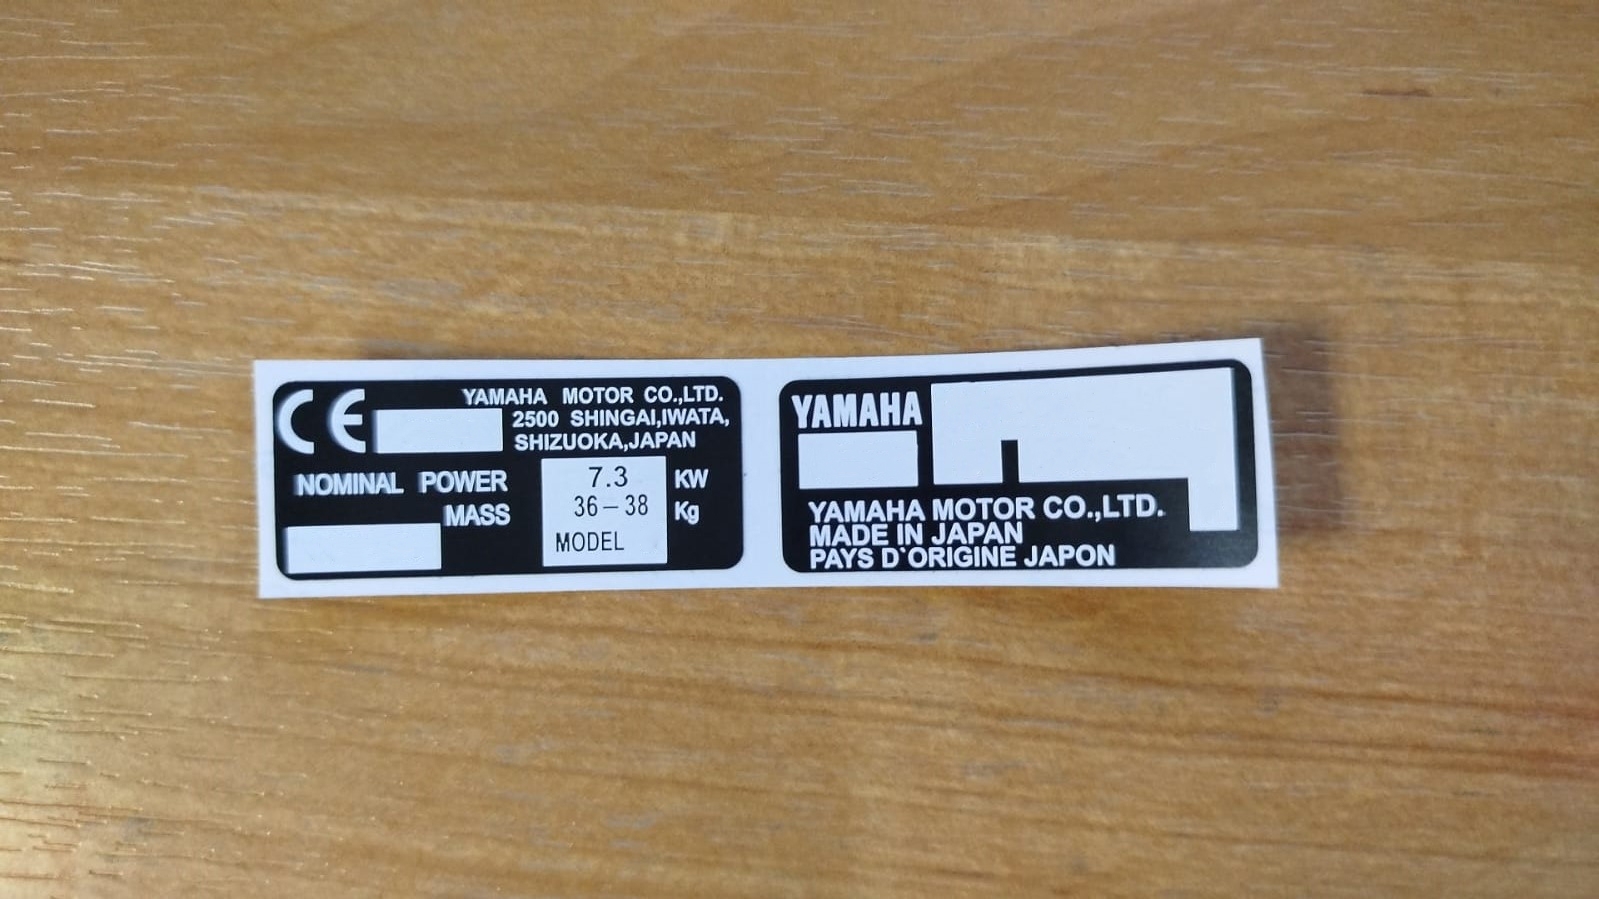 CE
YAMAHA MOTOR CO.,LTD.
2500 SHINGAI,IWATA,
SHIZUOKA,JAPAN
NOMINAL POWER 7.3 KW
MASS 36-38 Kg
MODEL
YAMAHA
YAMAHA MOTOR CO.,LTD.
MADE IN JAPAN
PAYS D'ORIGINE JAPON